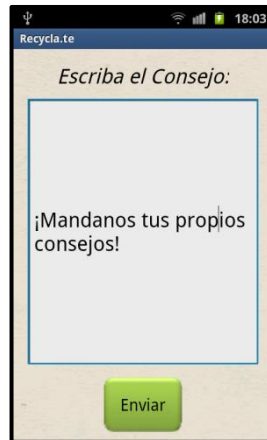 18:03
Recycla.te
Escriba el Consejo:
¡Mandanos tus propios
consejos!
Enviar